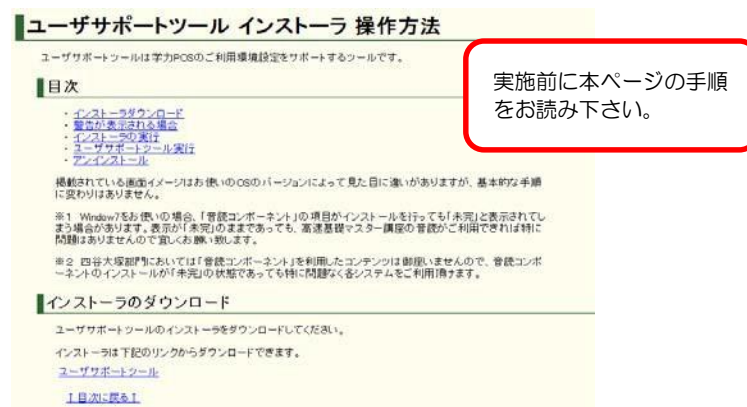 ユーザサポートツール インストーラ 操作方法
ユーザサポートツールは学力POSのご利用環境設定をサポートするツールです。
実施前に本ページの手順
をお読み下さい。
目次
・インストーラダウンロード
・警告が表示される場合
・インストーラの実行
・ユーザサポートツール実行
・アンインストール
掲載されている画面イメージはお使いのOSのバージョンによって見た目に違いがありますが、基本的な手順
に変わりはありません。
※1 Window7をお使いの場合、「音読コンポーネント」の項目がインストールを行っても「未完」と表示されてし
まう場合があります。表示が「未完」のままであっても、高速基礎マスター講座の音読がご利用できれば特に
問題はありませんので宜しくお願い致します。
※2 四谷大塚部門においては「音読コンポーネント」を利用したコンテンツは御座いませんので、音読コンポ
ーネントのインストールが「未完」の状態であっても特に問題なく各システムをご利用頂けます。
インストーラのダウンロード
ユーザサポートツールのインストーラをダウンロードしてください。
インストーラは下記のリンクからダウンロードできます。
ユーザサポートツール
[目次に戻る]